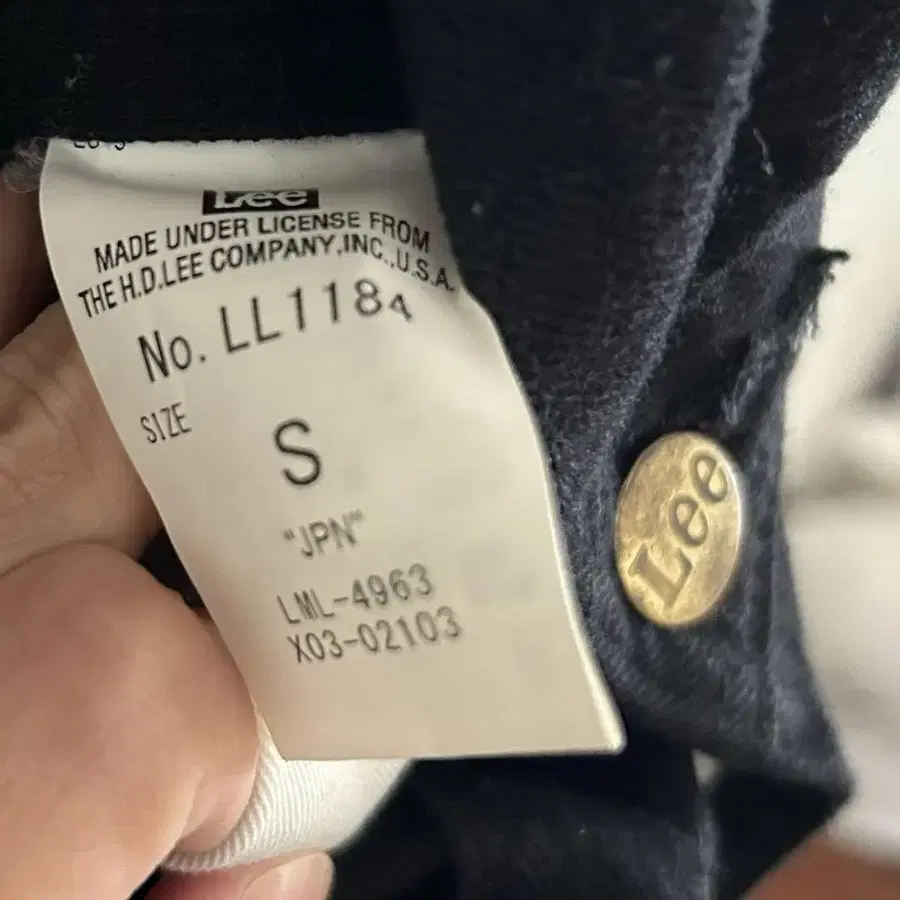 Lee
MADE UNDER LICENSE FROM
THE H.D.LEE COMPANY,INC.,U.S.A.
No. LL1184
SIZE
S
"JPN"
LML-4963
X03-02103
Lee